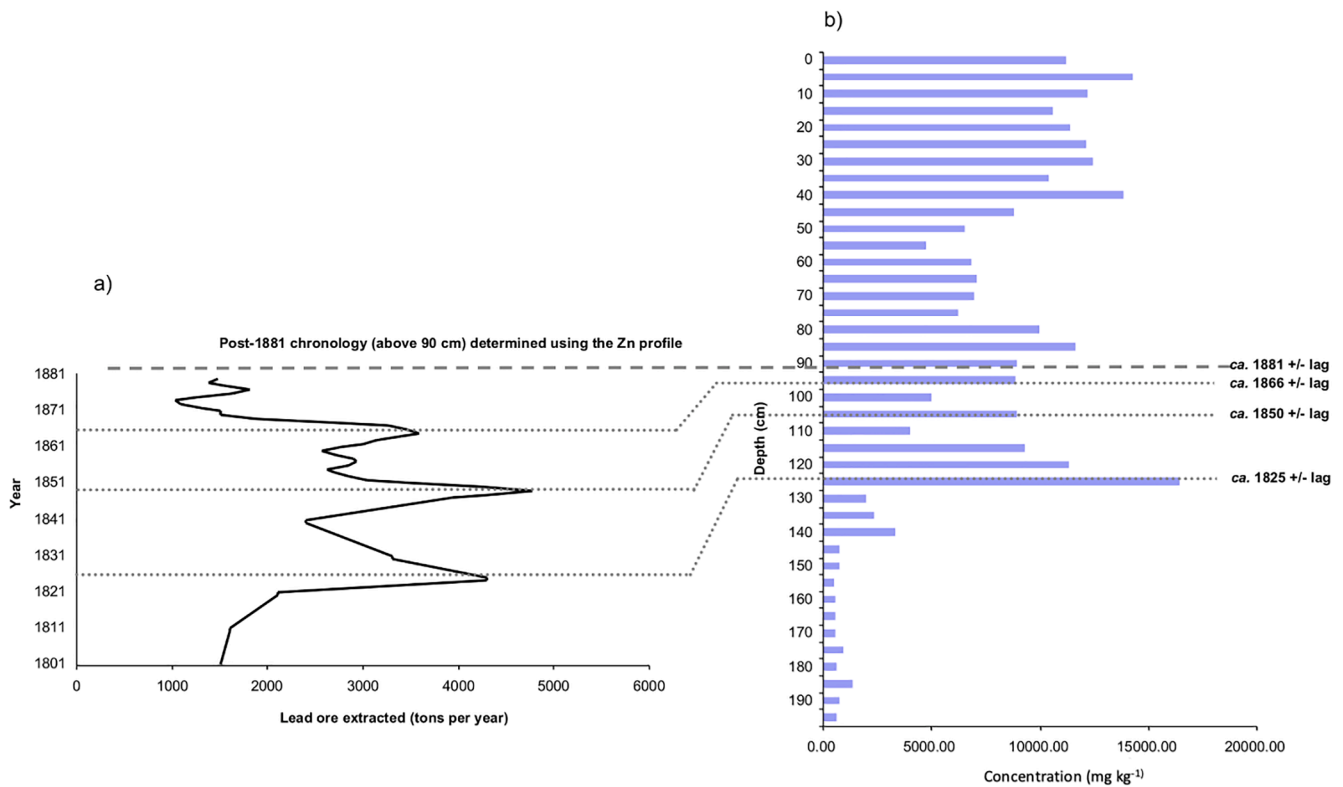 b)
a)
Post-1881 chronology (above 90 cm) determined using the Zn profile
Year
1881
1871
1861
1851
1841
1831
1821
1811
1801
0 1000 2000 3000 4000 5000 6000
Lead ore extracted (tons per year)
Depth (cm)
0
10
20
30
40
50
60
70
80
90
100
110
120
130
140
150
160
170
180
190
ca. 1881 +/- lag
ca. 1866 +/- lag
ca. 1850 +/- lag
ca. 1825 +/- lag
0.00 5000.00 10000.00 15000.00 20000.00
Concentration (mg kg-1)